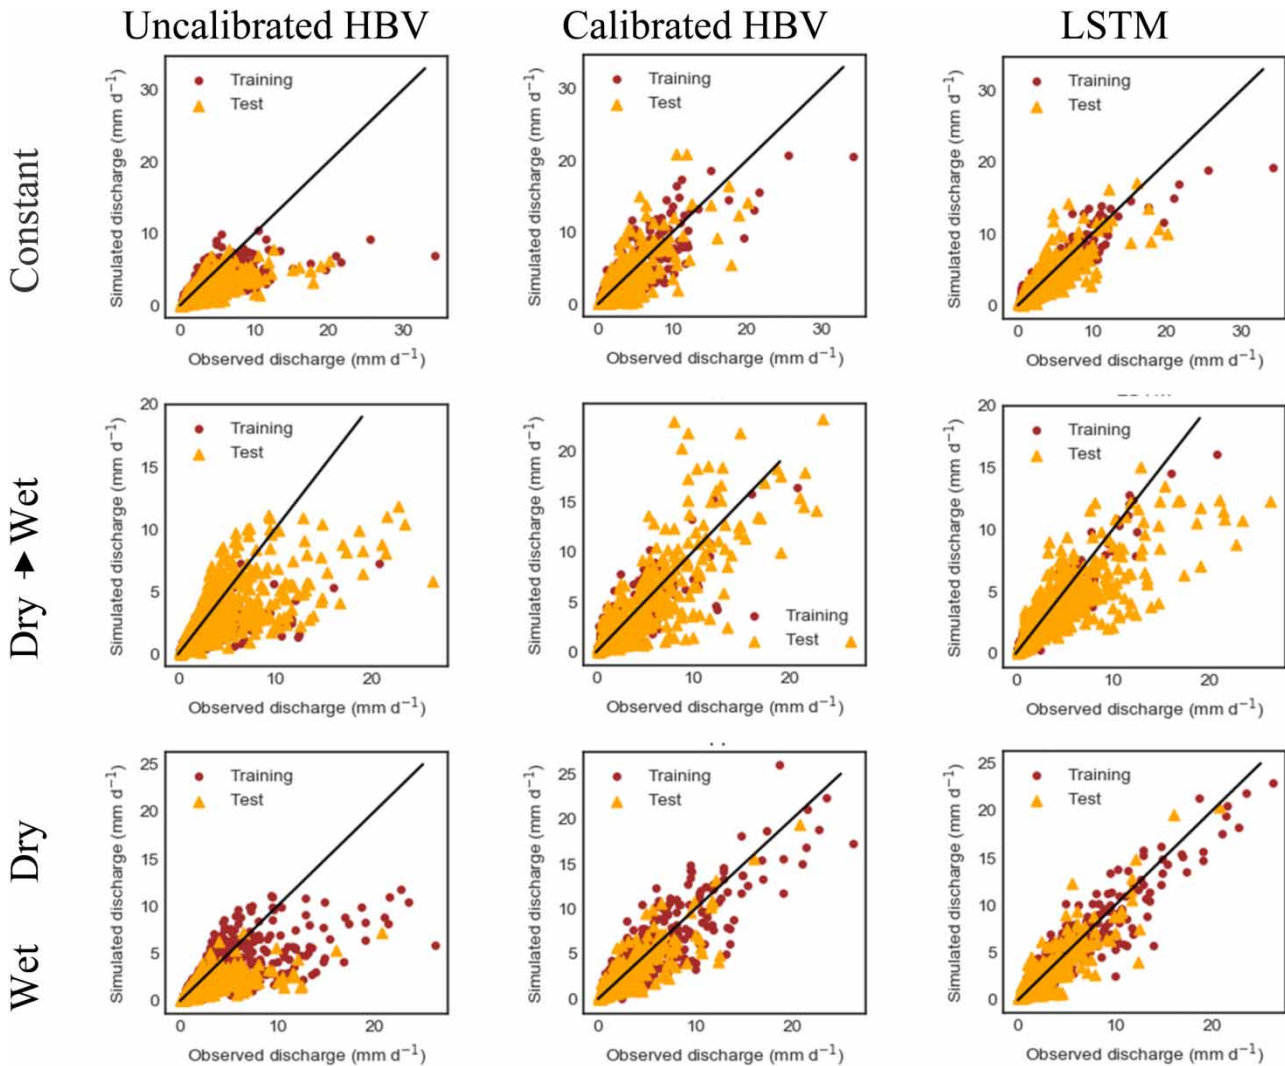 Uncalibrated HBV
Calibrated HBV
LSTM
Constant
Simulated discharge (mm d⁻¹)
30
20
10
0
Training
Test
0 10 20 30
Observed discharge (mm d⁻¹)
Simulated discharge (mm d⁻¹)
30
20
10
0
Training
Test
0 10 20 30
Observed discharge (mm d⁻¹)
Simulated discharge (mm d⁻¹)
30
20
10
0
Training
Test
0 10 20 30
Observed discharge (mm d⁻¹)
Dry → Wet
Simulated discharge (mm d⁻¹)
20
15
10
5
0
Training
Test
0 10 20
Observed discharge (mm d⁻¹)
Simulated discharge (mm d⁻¹)
20
15
10
5
0
Training
Test
0 10 20
Observed discharge (mm d⁻¹)
Simulated discharge (mm d⁻¹)
20
15
10
5
0
Training
Test
0 10 20
Observed discharge (mm d⁻¹)
Wet Dry
Simulated discharge (mm d⁻¹)
25
20
15
10
5
0
Training
Test
0 10 20
Observed discharge (mm d⁻¹)
Simulated discharge (mm d⁻¹)
25
20
15
10
5
0
Training
Test
0 10 20
Observed discharge (mm d⁻¹)
Simulated discharge (mm d⁻¹)
25
20
15
10
5
0
Training
Test
0 10 20
Observed discharge (mm d⁻¹)